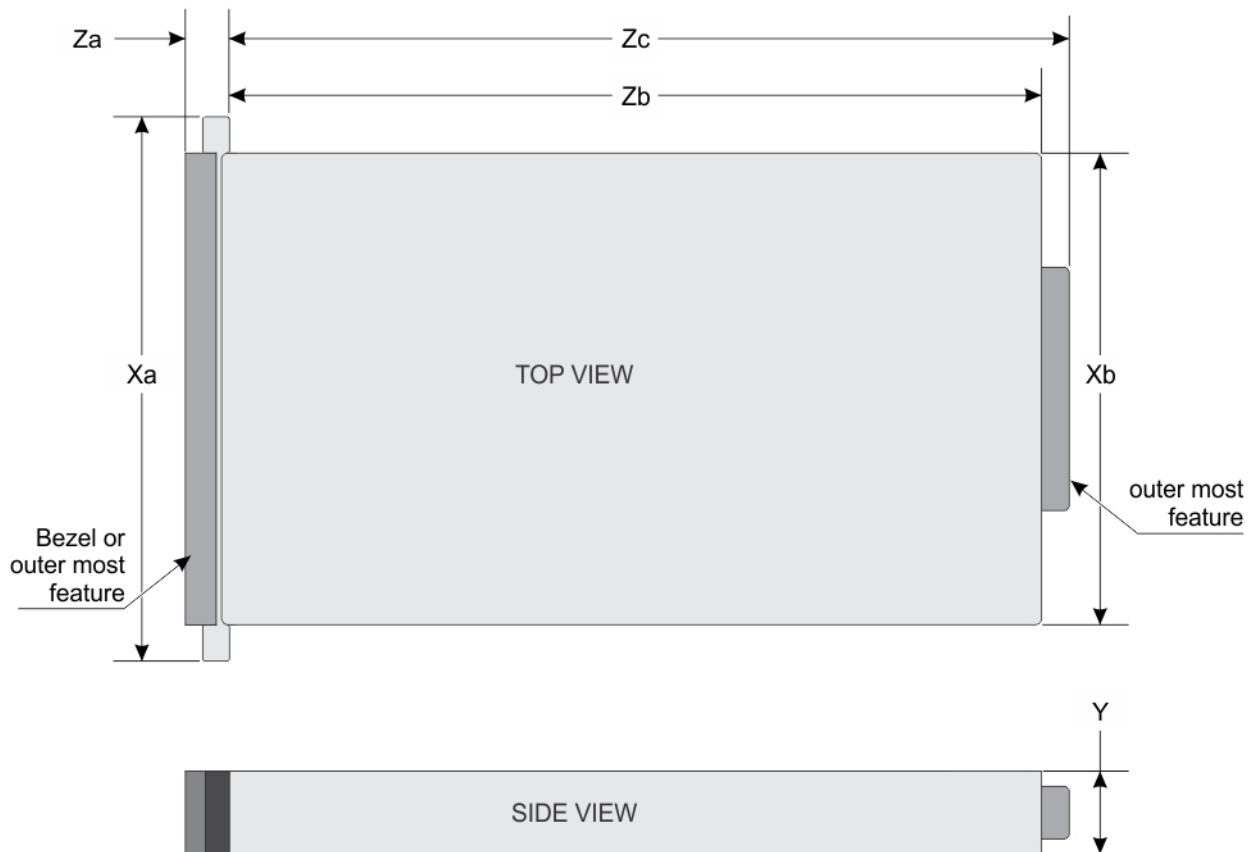 Za
Zc
Zb
Xa
TOP VIEW
Xb
outer most
feature
Bezel or
outer most
feature
Y
SIDE VIEW